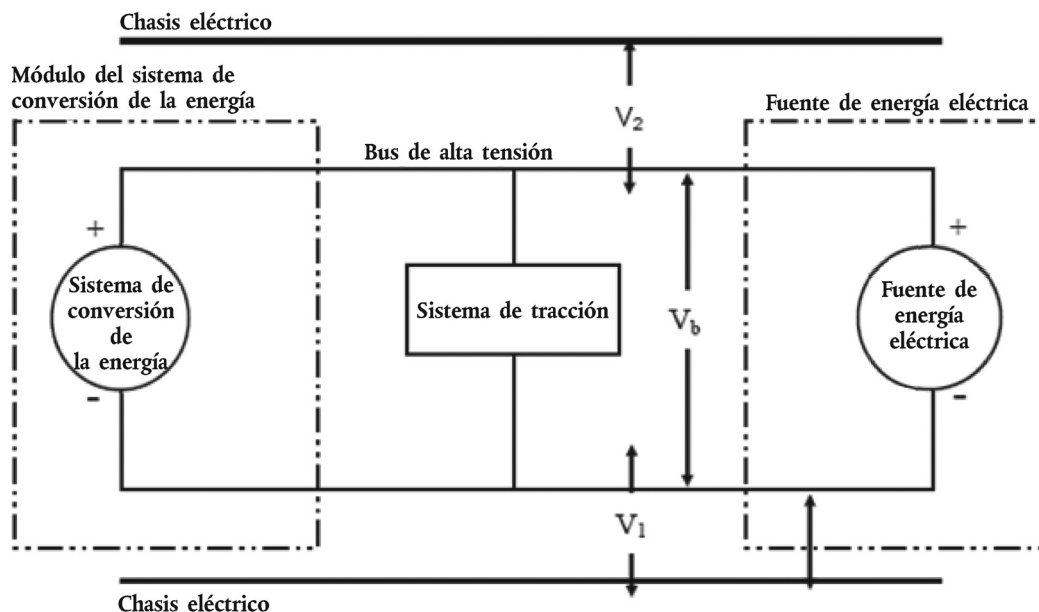 Chasis eléctrico
Módulo del sistema de
conversión de la energía
Fuente de energía eléctrica
V2
Bus de alta tensión
+
+
Sistema de
conversión
de
la energía
Sistema de tracción
Vb
Fuente de
energía
eléctrica
-
-
V1
Chasis eléctrico